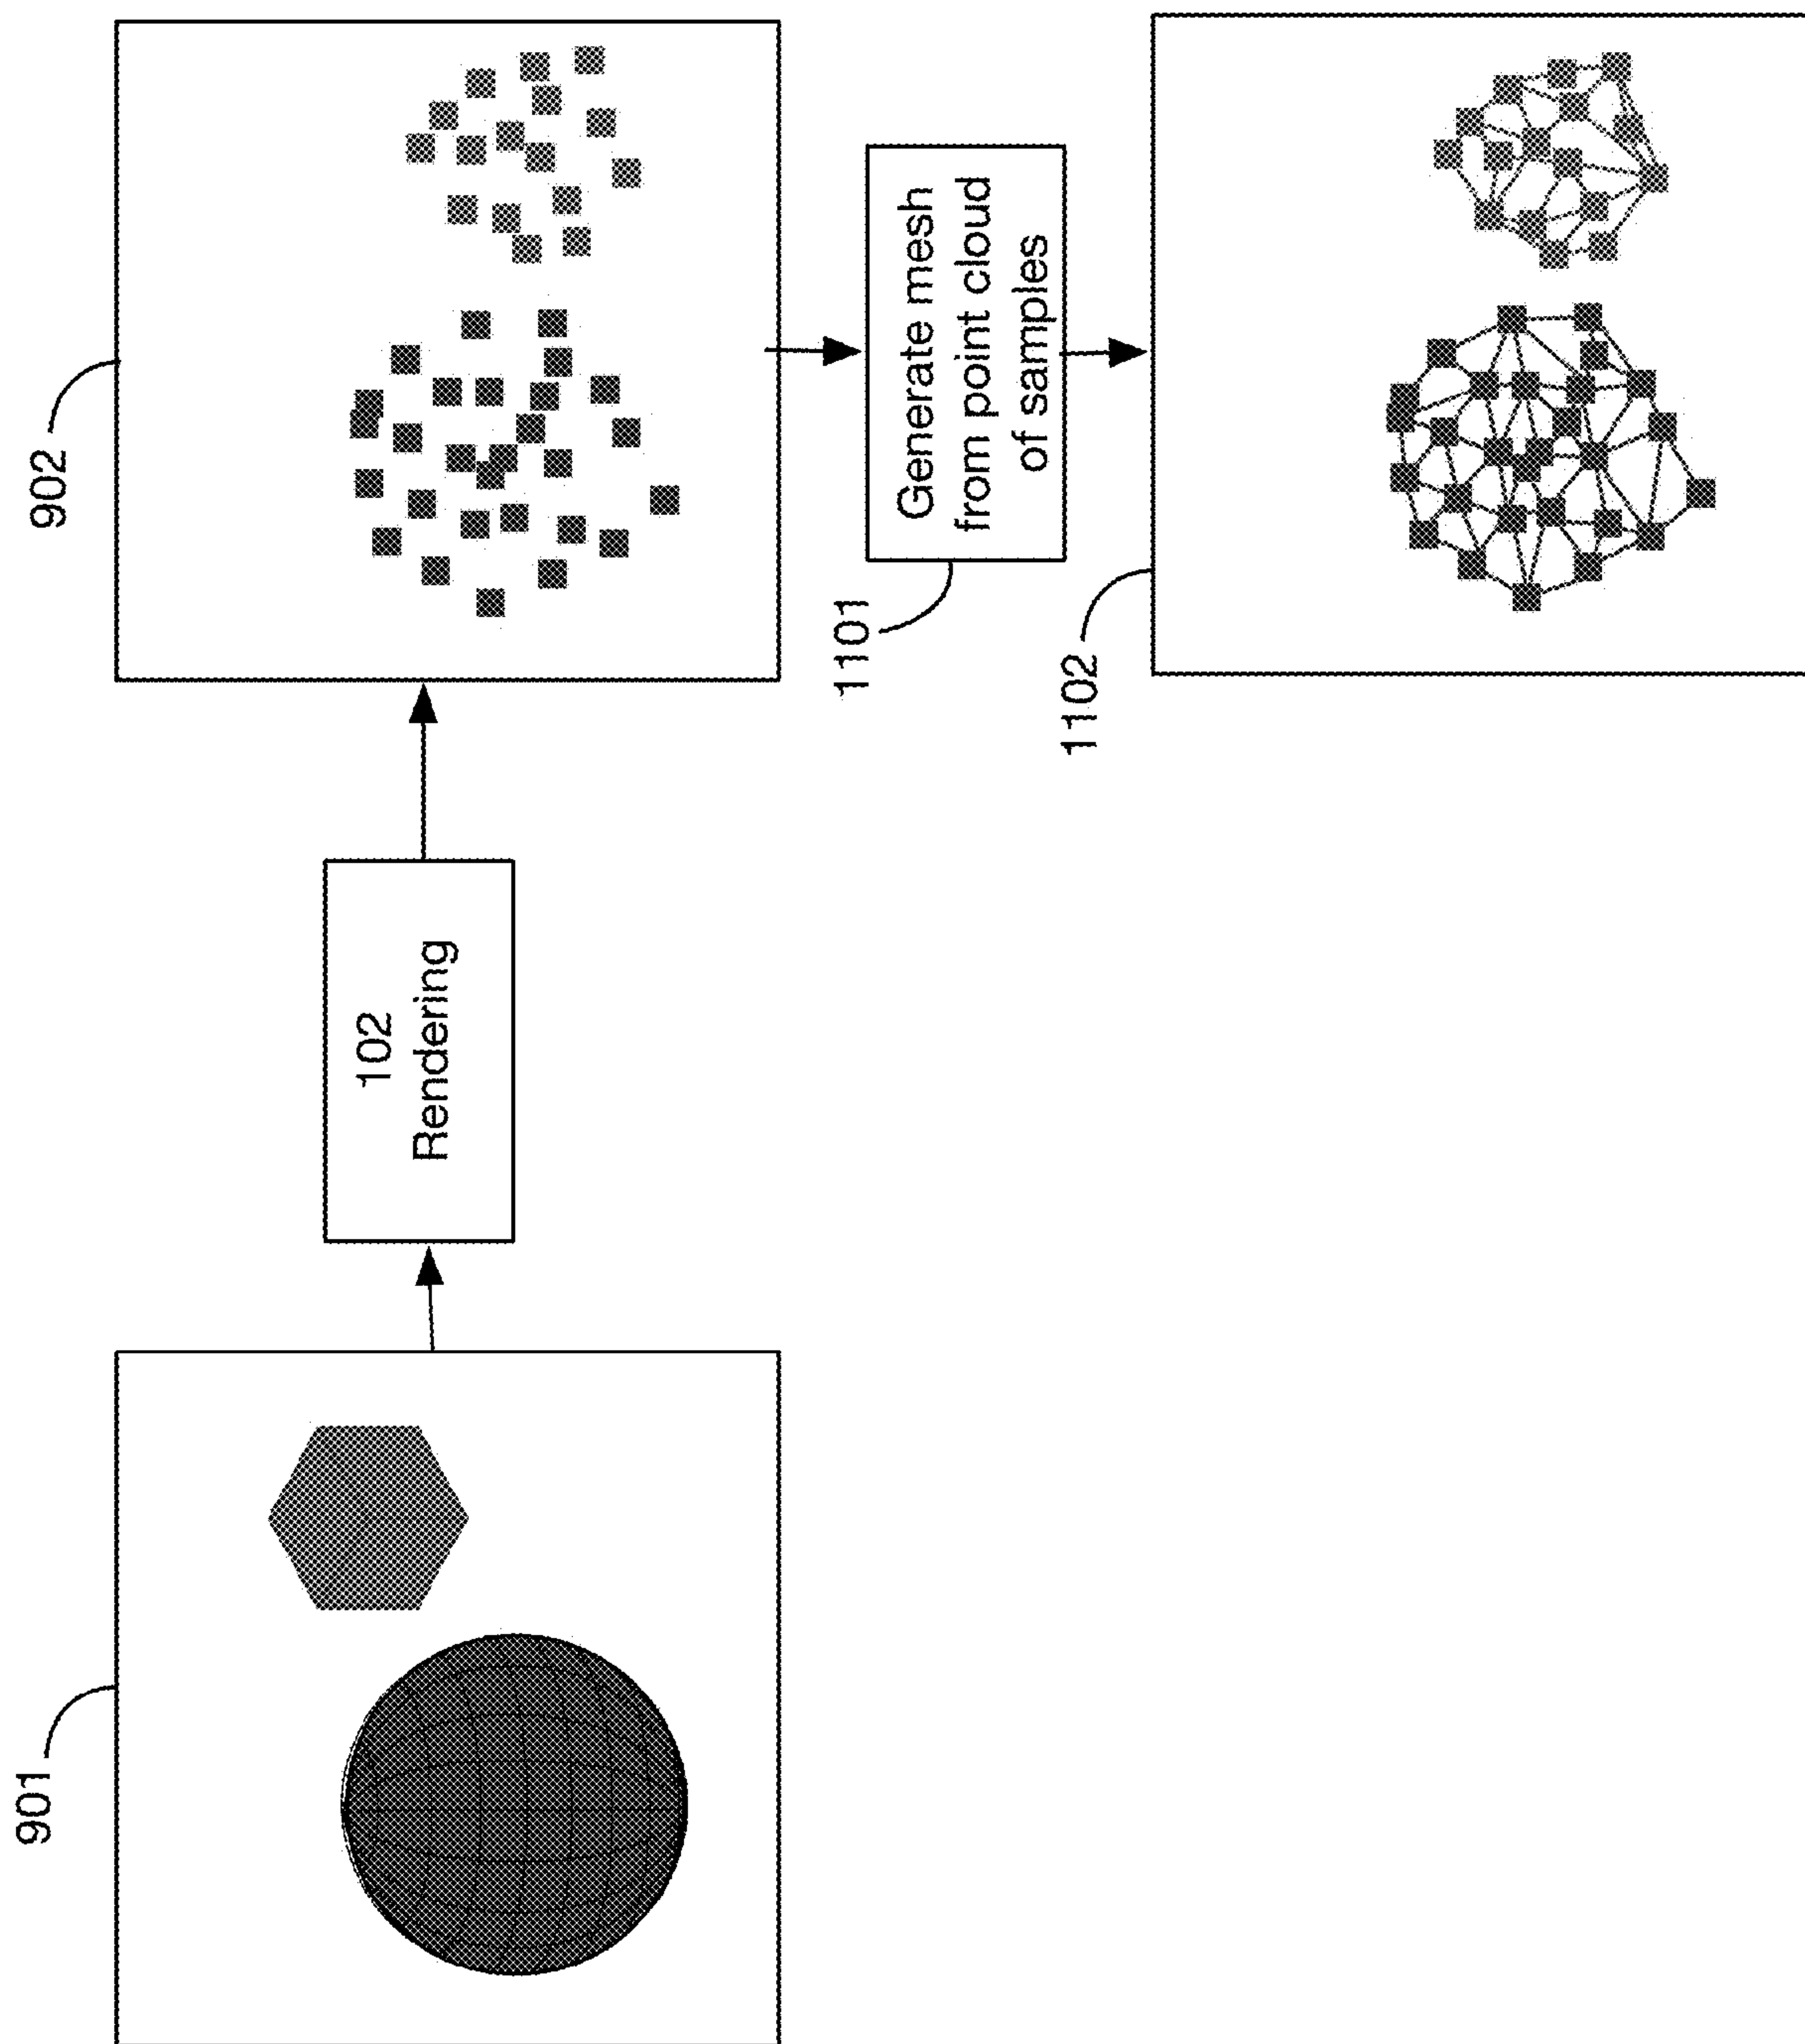 901
102
Rendering
902
1101
Generate mesh
from point cloud
of samples
1102